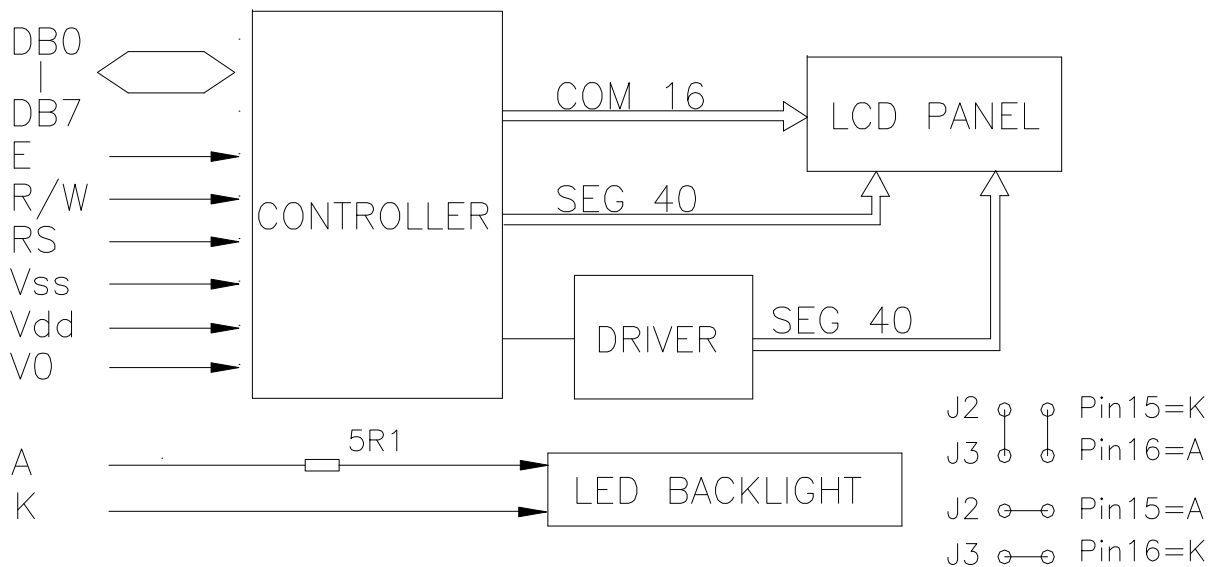 DB0
|
DB7
E
R/W
RS
Vss
Vdd
V0
CONTROLLER
COM 16
LCD PANEL
SEG 40
DRIVER
SEG 40
A
5R1
K
LED BACKLIGHT
J2 Pin15=K
J3 Pin16=A
J2 Pin15=A
J3 Pin16=K